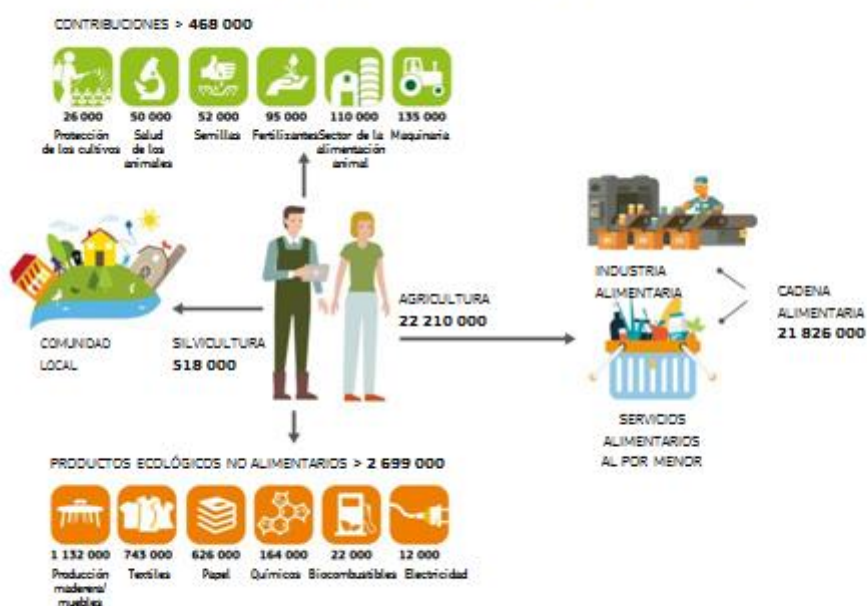 CONTRIBUCIONES > 468 000
26 000
Protección
de los cultivos
50 000
Salud
de los
animales
52 000
Semillas
95 000
Fertilizantes
110 000
Sector de la
alimentación
animal
135 000
Maquinaria
COMUNIDAD
LOCAL
SILVICULTURA
518 000
AGRICULTURA
22 210 000
INDUSTRIA
ALIMENTARIA
CADENA
ALIMENTARIA
21 826 000
SERVICIOS
ALIMENTARIOS
AL POR MENOR
PRODUCTOS ECOLÓGICOS NO ALIMENTARIOS > 2 699 000
1 132 000
Producción
maderera/
muebles
743 000
Textiles
626 000
Papel
164 000
Químicos
22 000
Biocombustibles
12 000
Electricidad